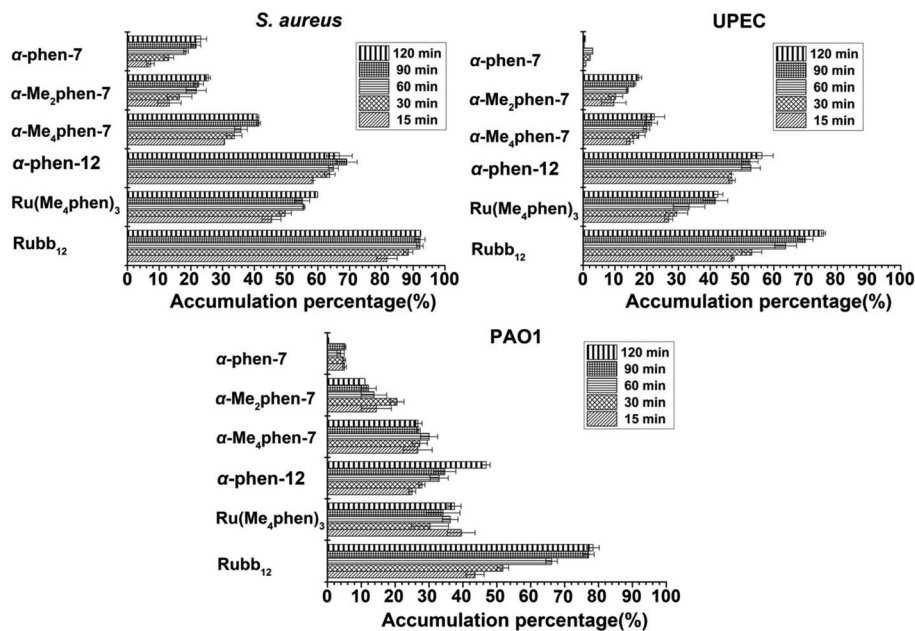 S. aureus
α-phen-7
α-Me₂phen-7
α-Me₄phen-7
α-phen-12
Ru(Me₄phen)₃
Rubb₁₂
120 min
90 min
60 min
30 min
15 min
0 10 20 30 40 50 60 70 80 90 100
Accumulation percentage(%)
UPEC
α-phen-7
α-Me₂phen-7
α-Me₄phen-7
α-phen-12
Ru(Me₄phen)₃
Rubb₁₂
120 min
90 min
60 min
30 min
15 min
0 10 20 30 40 50 60 70 80 90 100
Accumulation percentage(%)
PAO1
α-phen-7
α-Me₂phen-7
α-Me₄phen-7
α-phen-12
Ru(Me₄phen)₃
Rubb₁₂
120 min
90 min
60 min
30 min
15 min
0 10 20 30 40 50 60 70 80 90 100
Accumulation percentage(%)